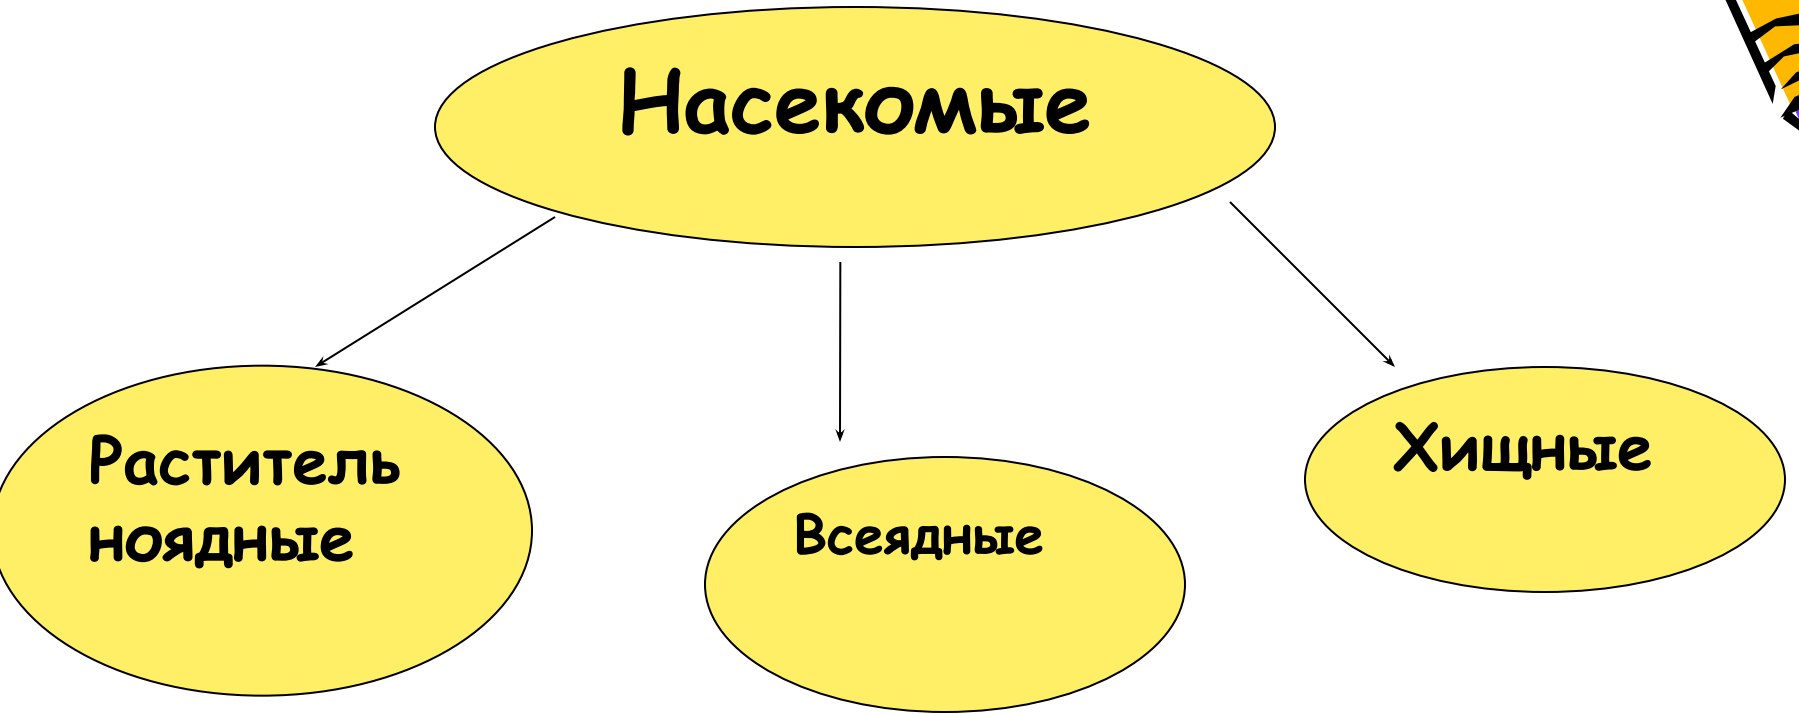 Насекомые
Раститель
ноядные
Всеядные
Хищные